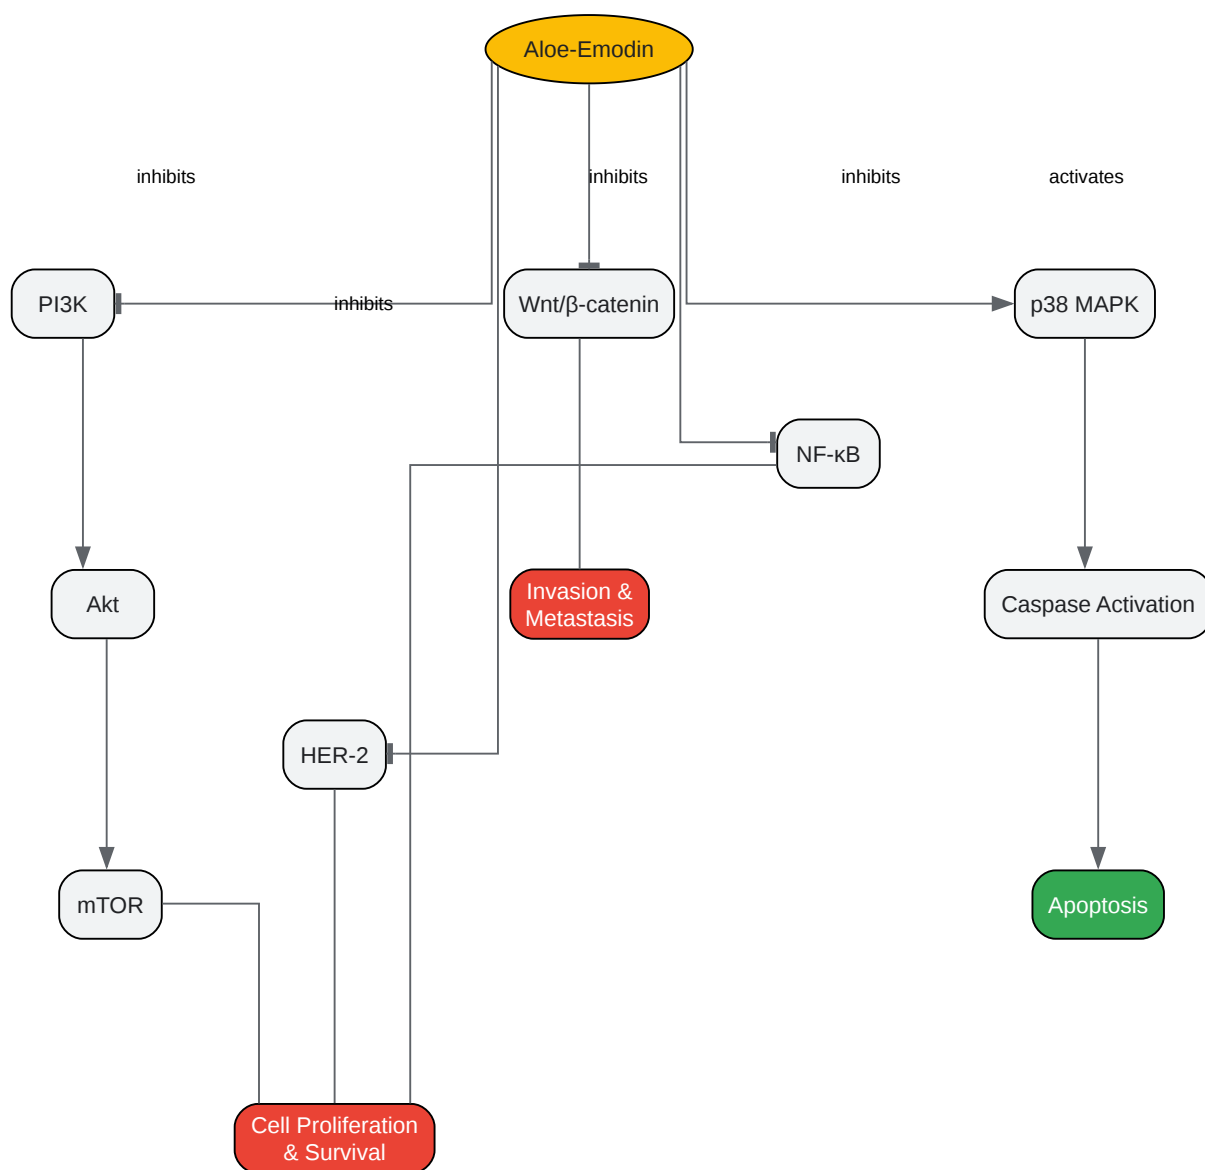 Aloe-Emodin
inhibits
inhibits
inhibits
activates
PI3K
inhibits
Wnt/β-catenin
p38 MAPK
NF-κB
Akt
Invasion &
Metastasis
Caspase Activation
HER-2
mTOR
Apoptosis
Cell Proliferation
& Survival